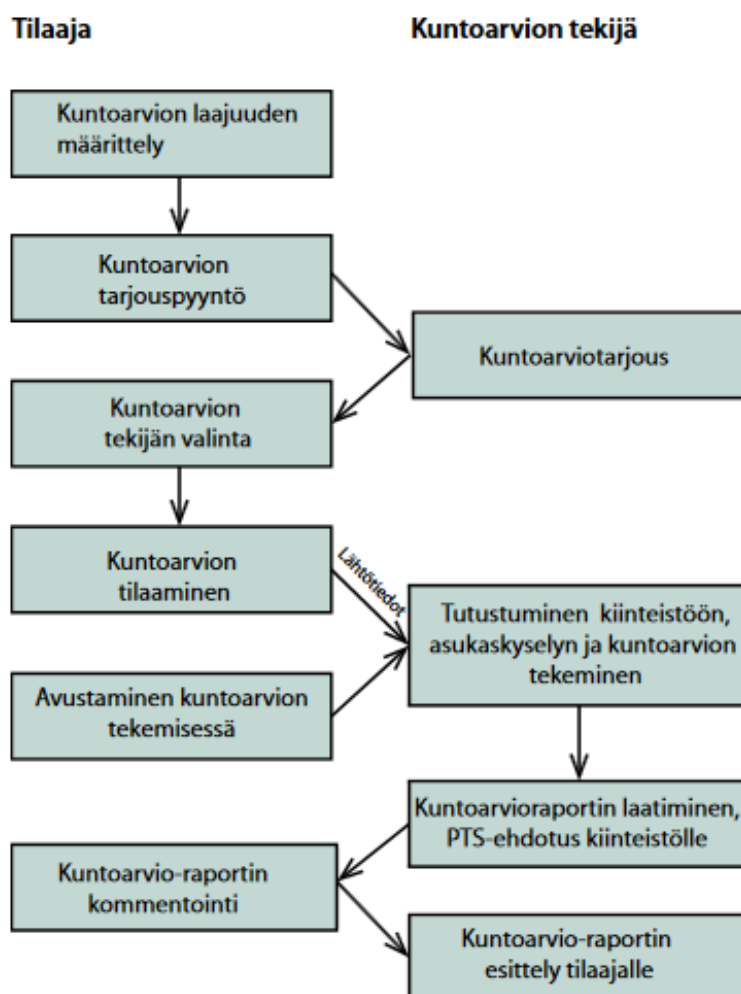 Tilaaja
Kuntoarvion tekijä
Kuntoarvion laajuuden
määrittely
Kuntoarvion
tarjouspyyntö
Kuntoarviotarjous
Kuntoarvion
tekijän valinta
Kuntoarvion
tilaaminen
Lähtötiedot
Tutustuminen kiinteistöön,
asukaskyselyn ja kuntoarvion
tekeminen
Avustaminen kuntoarvion
tekemisessä
Kuntoarvioraportin laatiminen,
PTS-ehdotus kiinteistölle
Kuntoarvio-raportin
kommentointi
Kuntoarvio-raportin
esittely tilaajalle